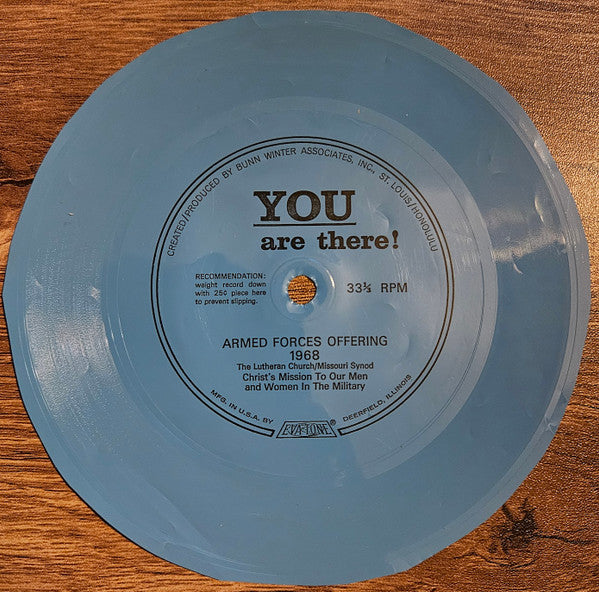 CREATED/PRODUCED BY BUNN WINTER ASSOCIATES, INC., ST. LOUIS/HONOLULU
YOU
are there!
RECOMMENDATION:
weight record down
with 25¢ piece here
to prevent slipping.
33⅓ RPM
ARMED FORCES OFFERING
1968
The Lutheran Church/Missouri Synod
Christ's Mission To Our Men
and Women In The Military
MFG. IN U.S.A. BY EVA-TONE® DEERFIELD, ILLINOIS